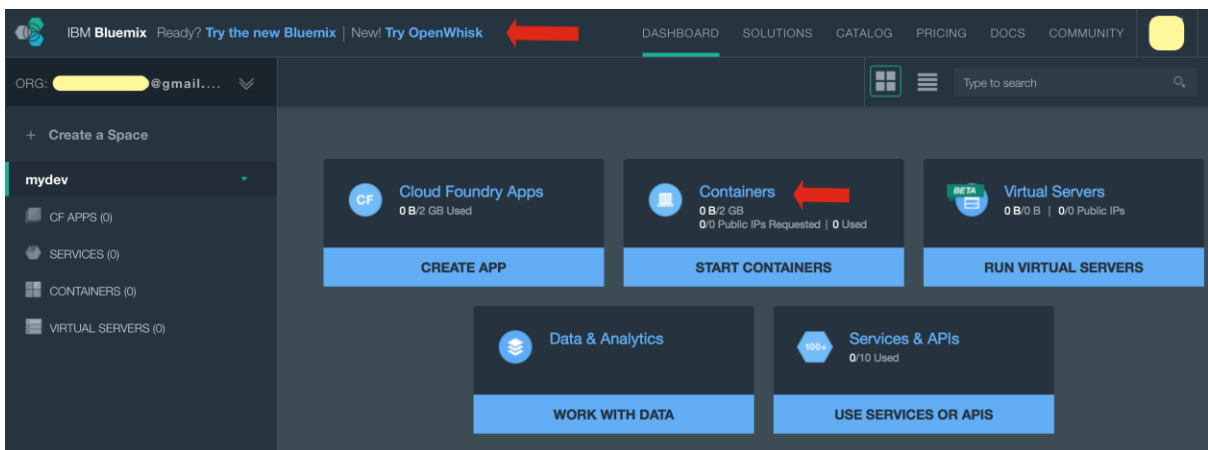 IBM Bluemix Ready? Try the new Bluemix | New! Try OpenWhisk
DASHBOARD SOLUTIONS CATALOG PRICING DOCS COMMUNITY
ORG: @gmail....
Type to search
+ Create a Space
mydev
CF APPS (0)
SERVICES (0)
CONTAINERS (0)
VIRTUAL SERVERS (0)
CF
Cloud Foundry Apps
0 B/2 GB Used
CREATE APP
Containers
0 B/2 GB
0/0 Public IPs Requested | 0 Used
START CONTAINERS
BETA
Virtual Servers
0 B/0 B | 0/0 Public IPs
RUN VIRTUAL SERVERS
Data & Analytics
WORK WITH DATA
100+
Services & APIs
0/10 Used
USE SERVICES OR APIS